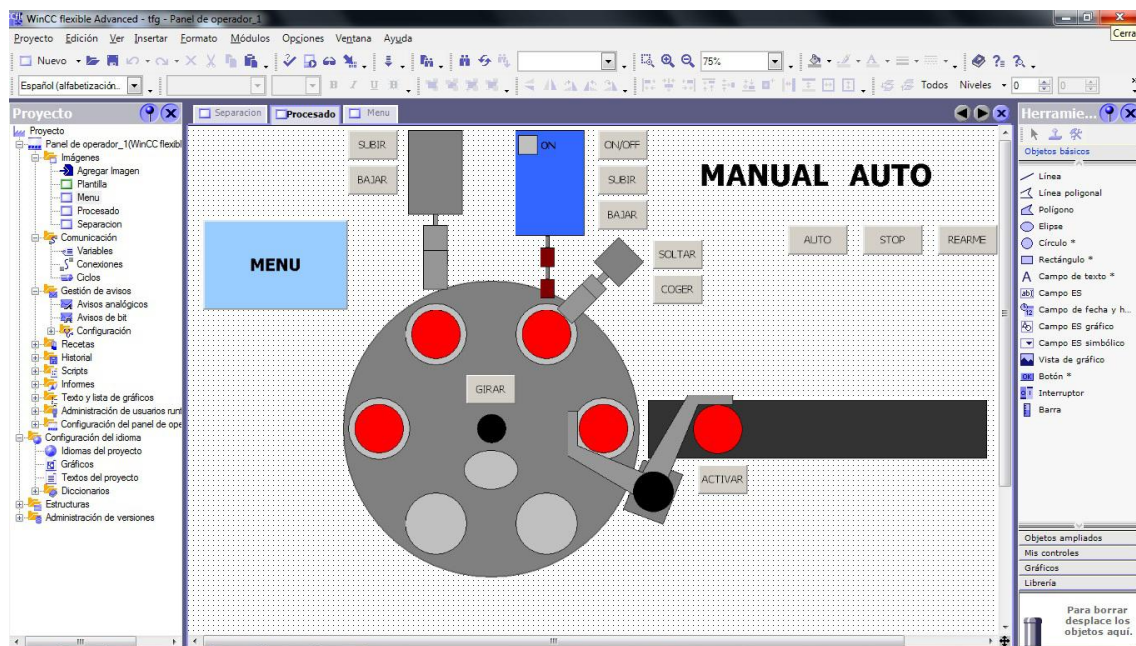 WinCC flexible Advanced - tfg - Panel de operador_1
Cerra
Proyecto Edición Ver Insertar Formato Módulos Opciones Ventana Ayuda
Nuevo 75%
Español (alfabetización.. B I U B Todos Niveles 0 0
Proyecto
Proyecto
Panel de operador_1(WinCC flexibl
Imágenes
Agregar Imagen
Plantilla
Menu
Procesado
Separacion
Comunicación
Variables
Conexiones
Ciclos
Gestión de avisos
Avisos analógicos
Avisos de bit
Configuración
Recetas
Historial
Scripts
Informes
Texto y lista de gráficos
Administración de usuarios runt
Configuración del panel de ope
Configuración del idioma
Idiomas del proyecto
Gráficos
Textos del proyecto
Diccionarios
Estructuras
Administración de versiones
Separacion Procesado Menu
SUBIR
BAJAR
ON
ON/OFF
SUBIR
BAJAR
MANUAL AUTO
MENU
SOLTAR
COGER
AUTO STOP REARME
GIRAR
ACTIVAR
Herramie...
Objetos básicos
Línea
Línea poligonal
Polígono
Elipse
Círculo *
Rectángulo *
A Campo de texto *
ab Campo ES
Campo de fecha y h...
Campo ES gráfico
Campo ES simbólico
Vista de gráfico
OK Botón *
Interruptor
Barra
Objetos ampliados
Mis controles
Gráficos
Librería
Para borrar
desplace los
objetos aquí.